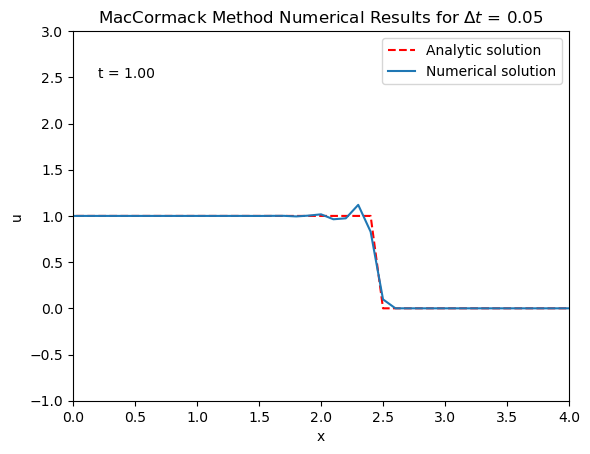 MacCormack Method Numerical Results for Δt = 0.05
3.0
2.5
2.0
1.5
1.0
0.5
0.0
−0.5
−1.0
u
t = 1.00
Analytic solution
Numerical solution
0.0 0.5 1.0 1.5 2.0 2.5 3.0 3.5 4.0
x